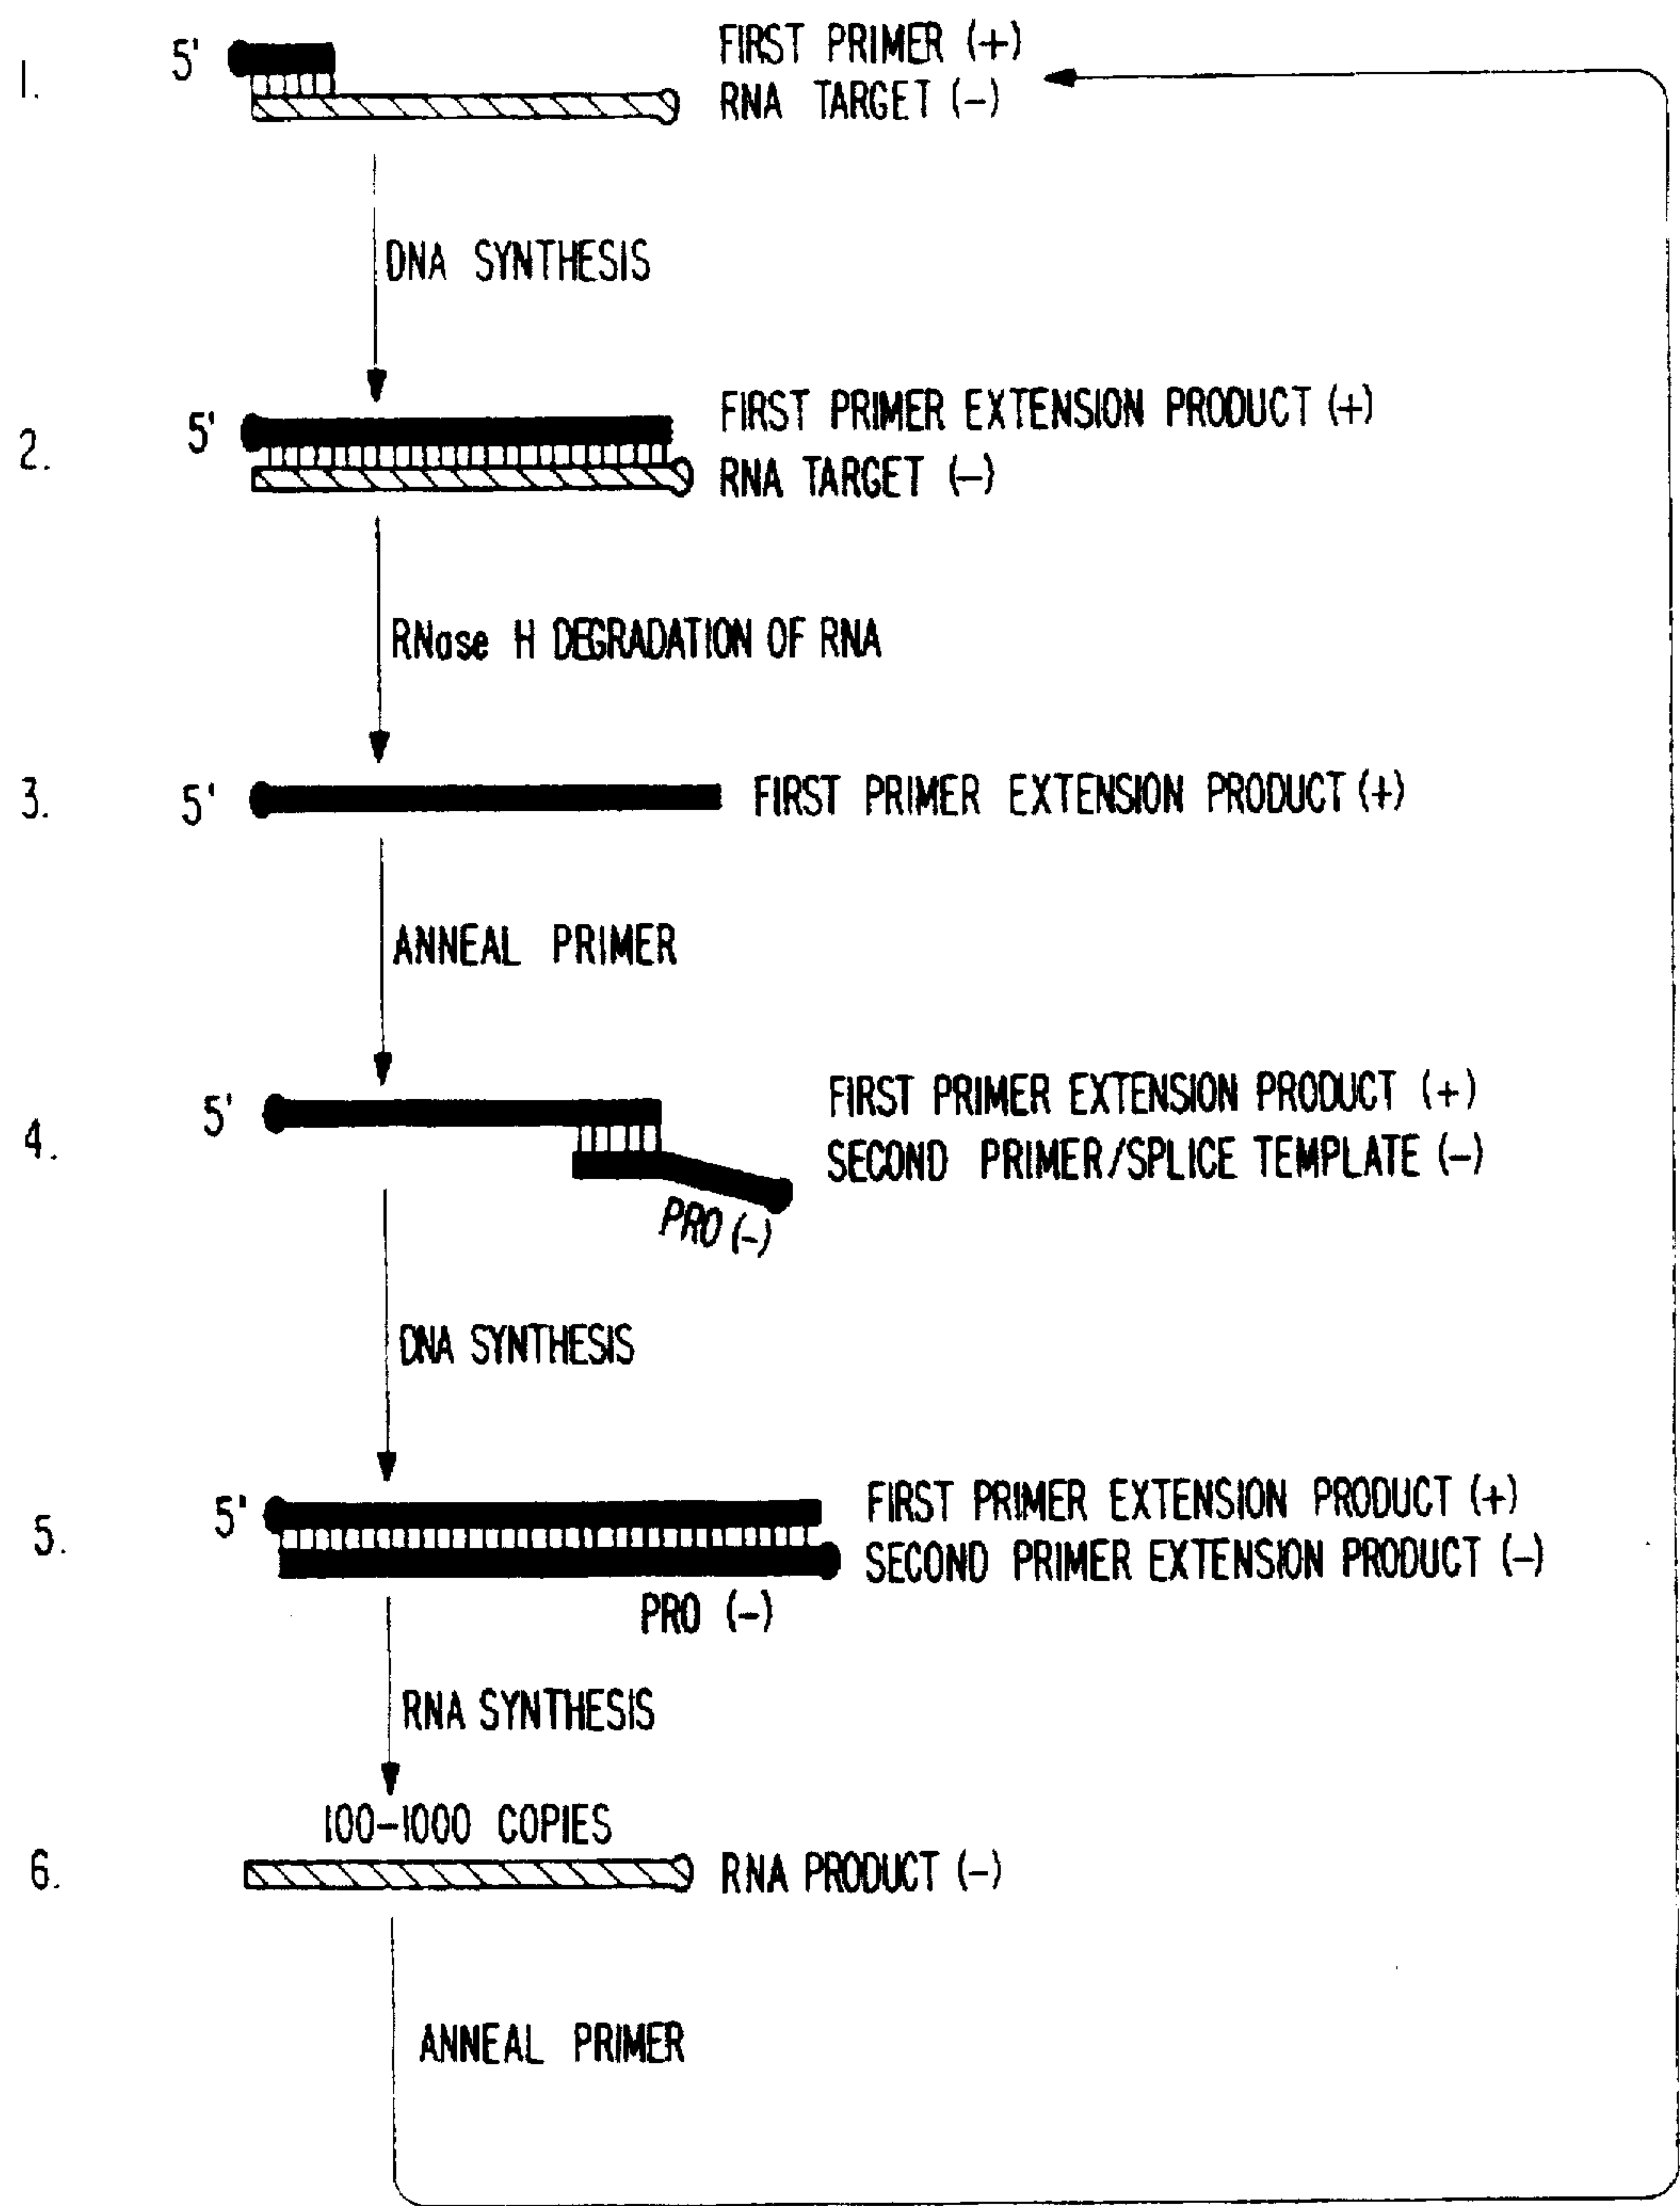 1.
5'
FIRST PRIMER (+)
RNA TARGET (-)
DNA SYNTHESIS
2.
5'
FIRST PRIMER EXTENSION PRODUCT (+)
RNA TARGET (-)
RNase H DEGRADATION OF RNA
3.
5'
FIRST PRIMER EXTENSION PRODUCT (+)
ANNEAL PRIMER
4.
5'
FIRST PRIMER EXTENSION PRODUCT (+)
SECOND PRIMER/SPLICE TEMPLATE (-)
PRO (-)
DNA SYNTHESIS
5.
5'
FIRST PRIMER EXTENSION PRODUCT (+)
SECOND PRIMER EXTENSION PRODUCT (-)
PRO (-)
RNA SYNTHESIS
100-1000 COPIES
6.
RNA PRODUCT (-)
ANNEAL PRIMER